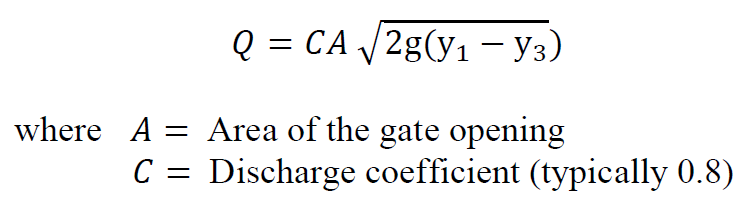 Q = CA √2g(y₁ − y₃)
where A = Area of the gate opening
C = Discharge coefficient (typically 0.8)